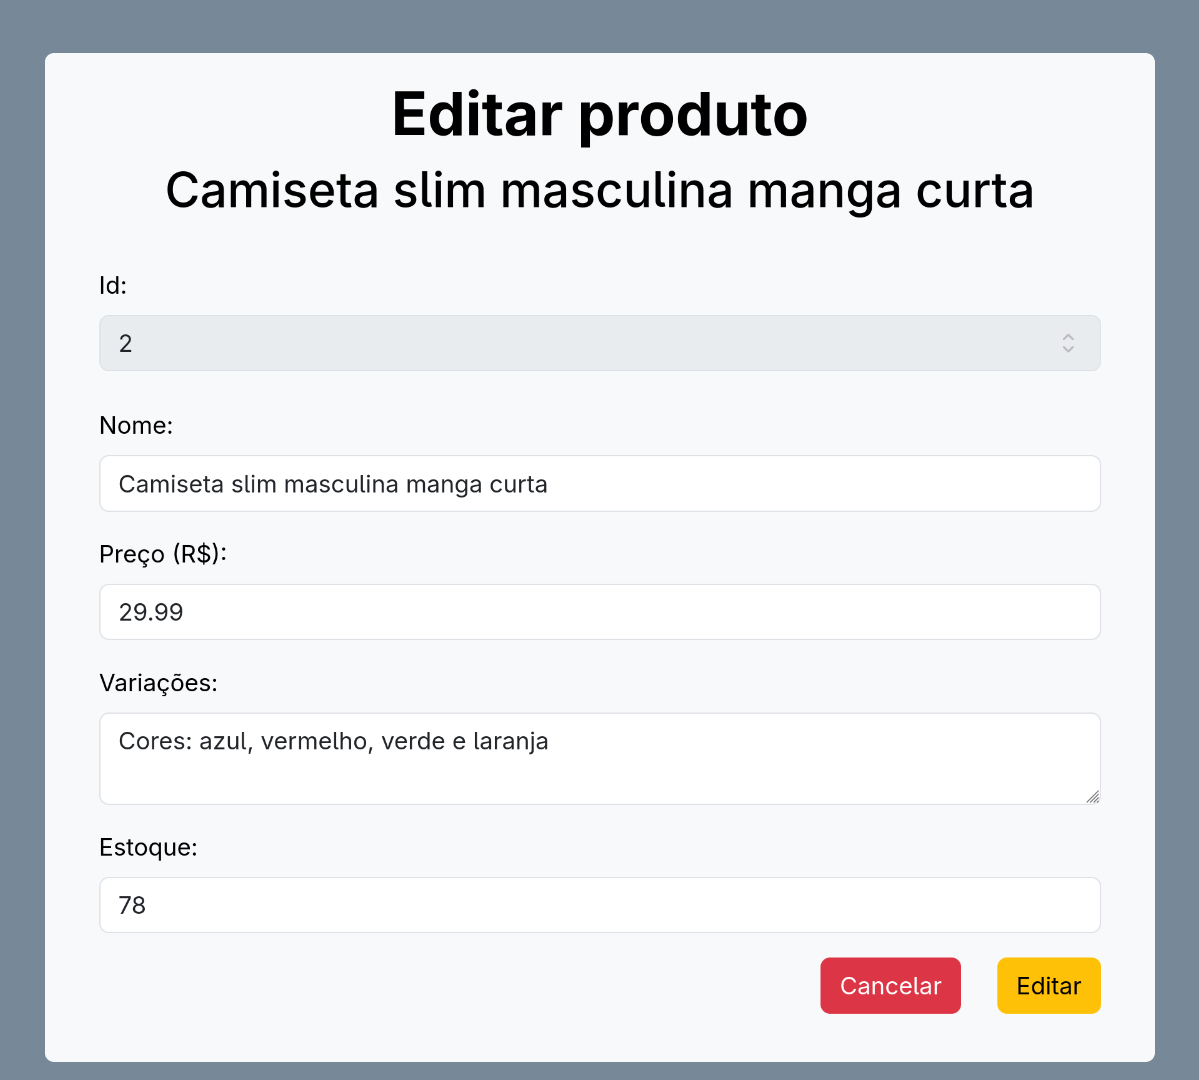 Editar produto
Camiseta slim masculina manga curta
Id:
2
Nome:
Camiseta slim masculina manga curta
Preço (R$):
29.99
Variações:
Cores: azul, vermelho, verde e laranja
Estoque:
78
Cancelar Editar